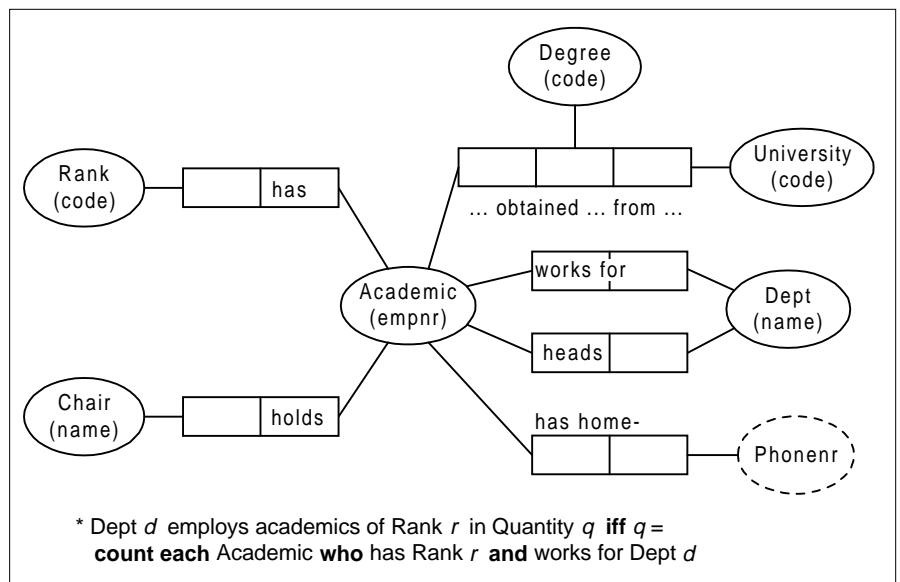 Degree
(code)
Rank
(code)
has
University
(code)
... obtained ... from ...
works for
Academic
(empnr)
Dept
(name)
heads
Chair
(name)
holds
has home-
Phonenr
* Dept d employs academics of Rank r in Quantity q iff q =
count each Academic who has Rank r and works for Dept d